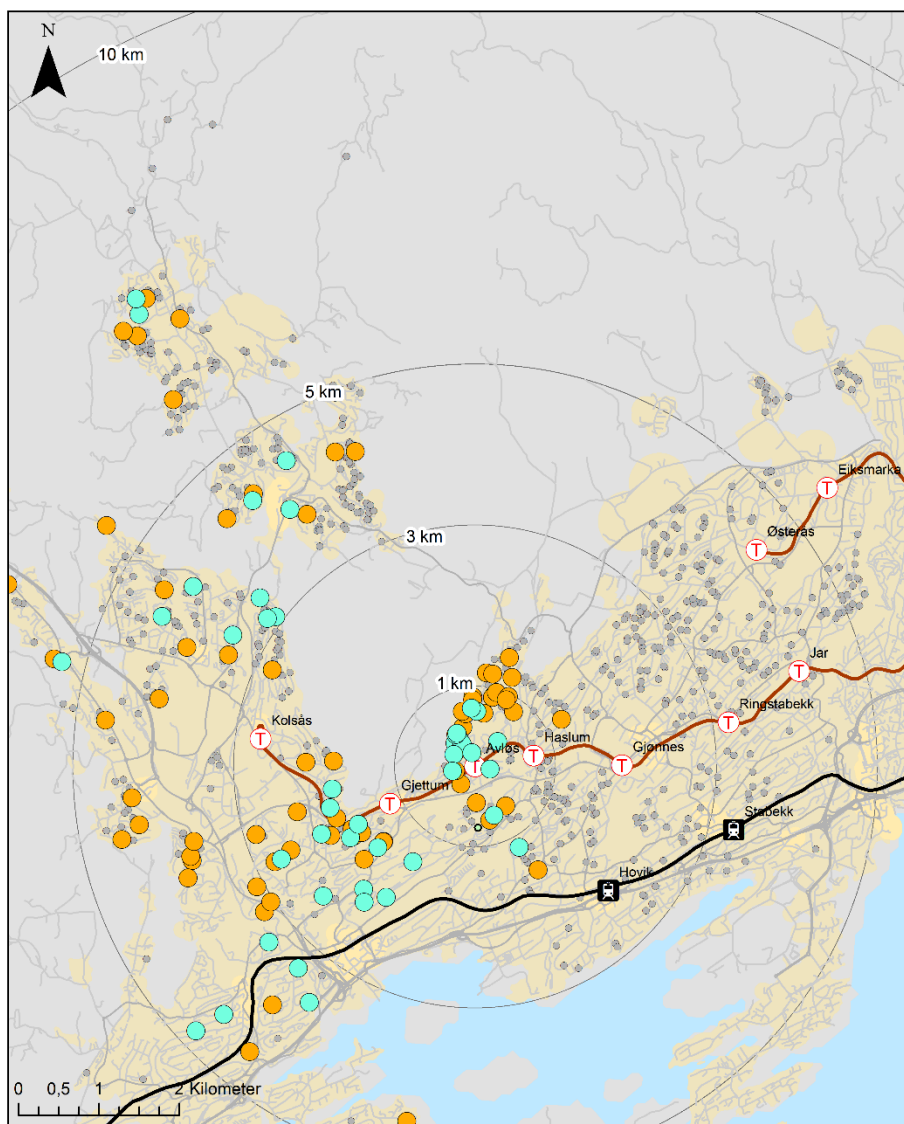 N
10 km
5 km
Eiksmarka
3 km
Østerås
Jar
1 km
Ringstabekk
Kolsås
Haslum
Avløs
Gjønnes
Gjettum
Stabekk
Hovik
0 0,5 1 2 Kilometer